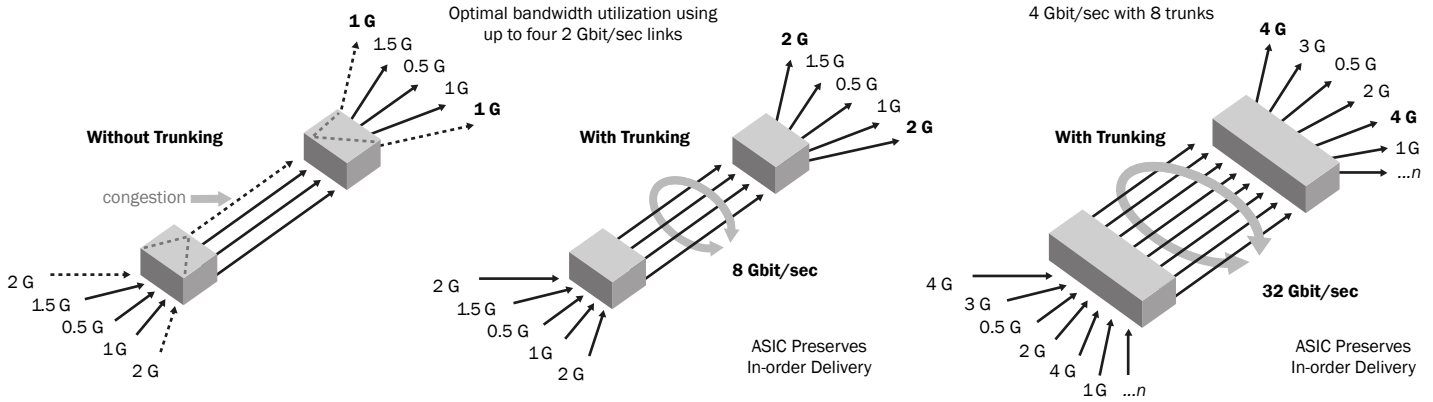 1 G
1.5 G
0.5 G
1 G
1 G
Without Trunking
congestion
2 G
1.5 G
0.5 G
1 G
2 G
Optimal bandwidth utilization using
up to four 2 Gbit/sec links
2 G
1.5 G
0.5 G
1 G
2 G
With Trunking
8 Gbit/sec
2 G
1.5 G
0.5 G
1 G
2 G
ASIC Preserves
In-order Delivery
4 Gbit/sec with 8 trunks
4 G
3 G
0.5 G
2 G
4 G
1 G
...n
With Trunking
32 Gbit/sec
4 G
3 G
0.5 G
2 G
4 G
1 G
...n
ASIC Preserves
In-order Delivery